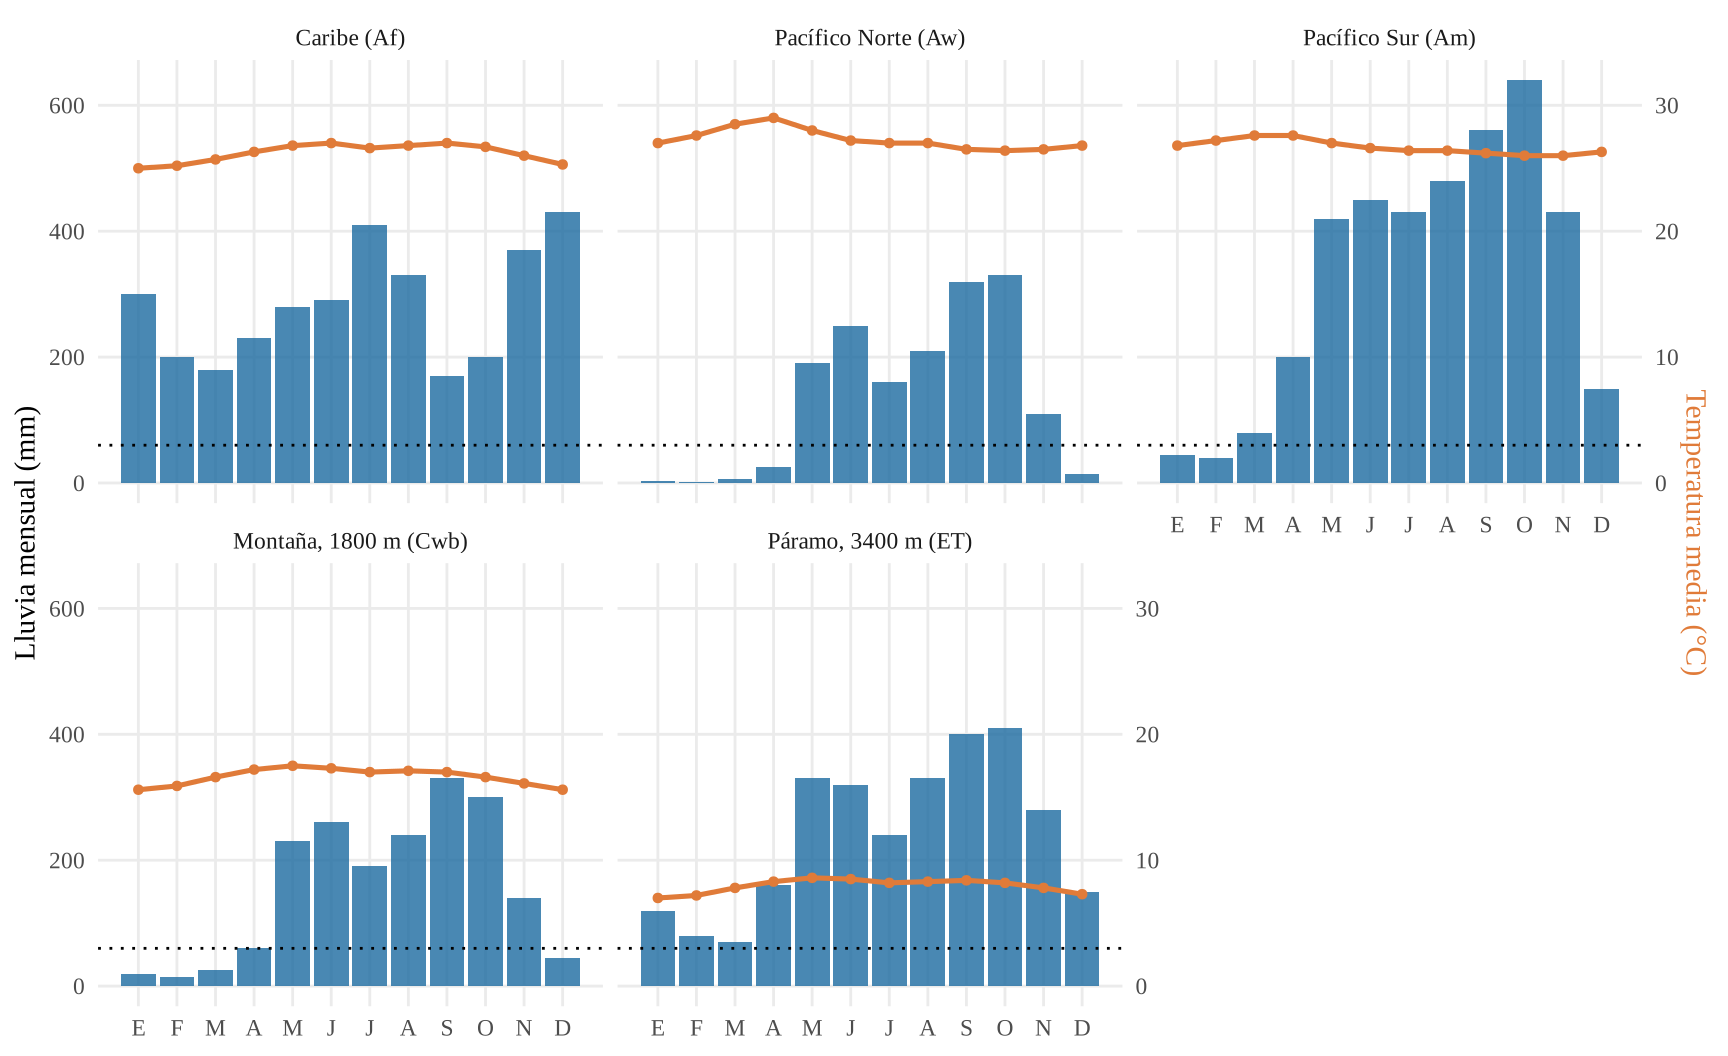 Caribe (Af)
Pacífico Norte (Aw)
Pacífico Sur (Am)
600
400
200
0
30
20
10
0
E F M A M J J A S O N D
Lluvia mensual (mm)
Temperatura media (°C)
Montaña, 1800 m (Cwb)
Páramo, 3400 m (ET)
600
400
200
0
30
20
10
0
E F M A M J J A S O N D
E F M A M J J A S O N D